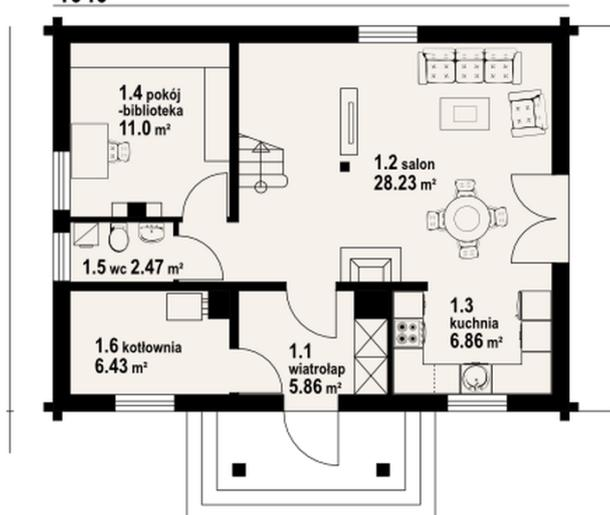 1.4 pokój
-biblioteka
11.0 m²
1.2 salon
28.23 m²
1.5 wc 2.47 m²
1.3
kuchnia
6.86 m²
1.6 kotłownia
6.43 m²
1.1
wiatrołap
5.86 m²